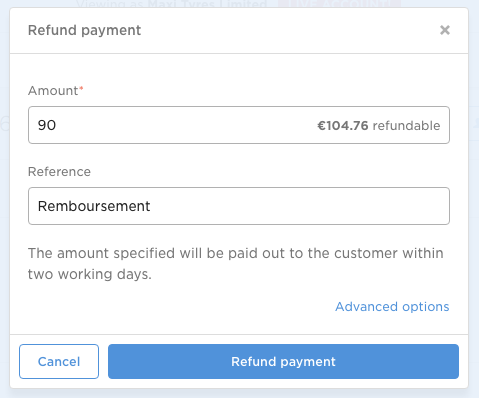 Viewing as Maxi Tyres Limited
Refund payment
×
Amount*
90 €104.76 refundable
Reference
Remboursement
The amount specified will be paid out to the customer within
two working days.
Advanced options
Cancel Refund payment